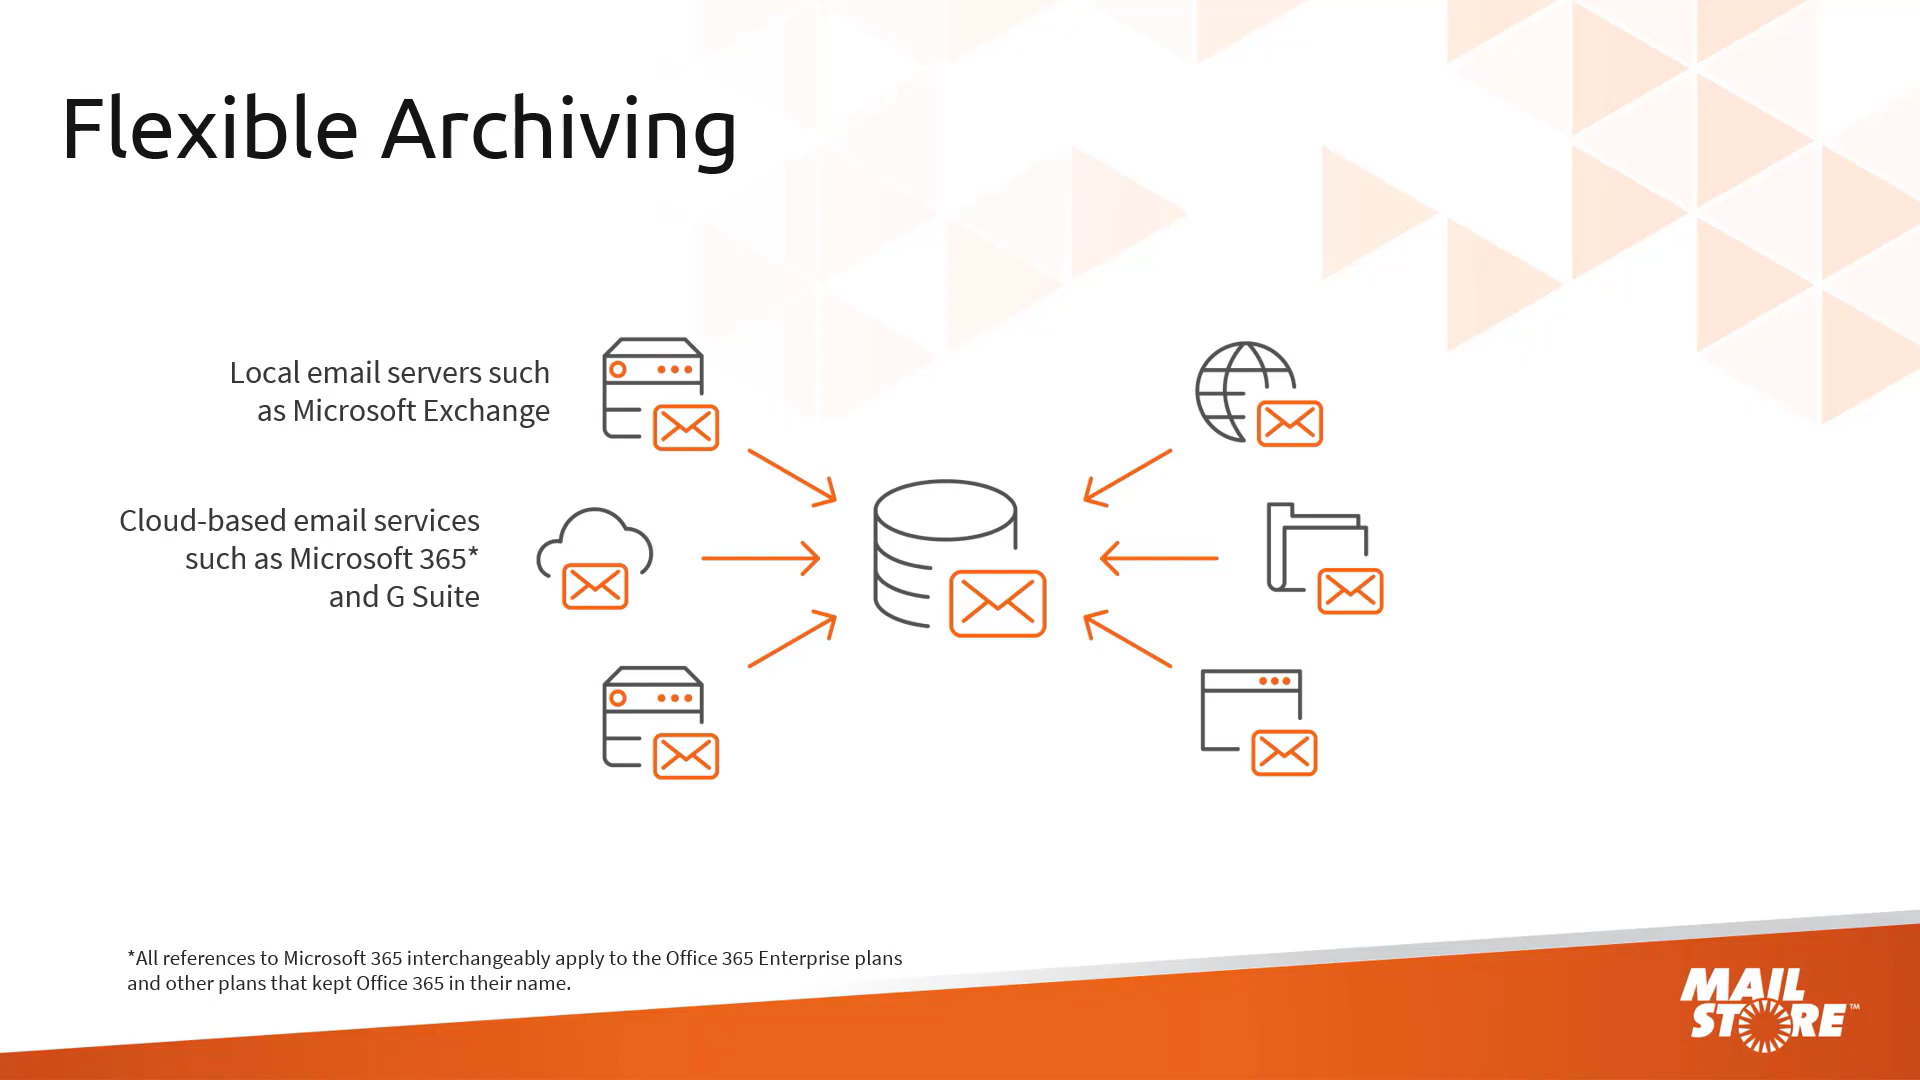 Flexible Archiving
Local email servers such
as Microsoft Exchange
Cloud-based email services
such as Microsoft 365*
and G Suite
*All references to Microsoft 365 interchangeably apply to the Office 365 Enterprise plans
and other plans that kept Office 365 in their name.
MAIL
STORE™